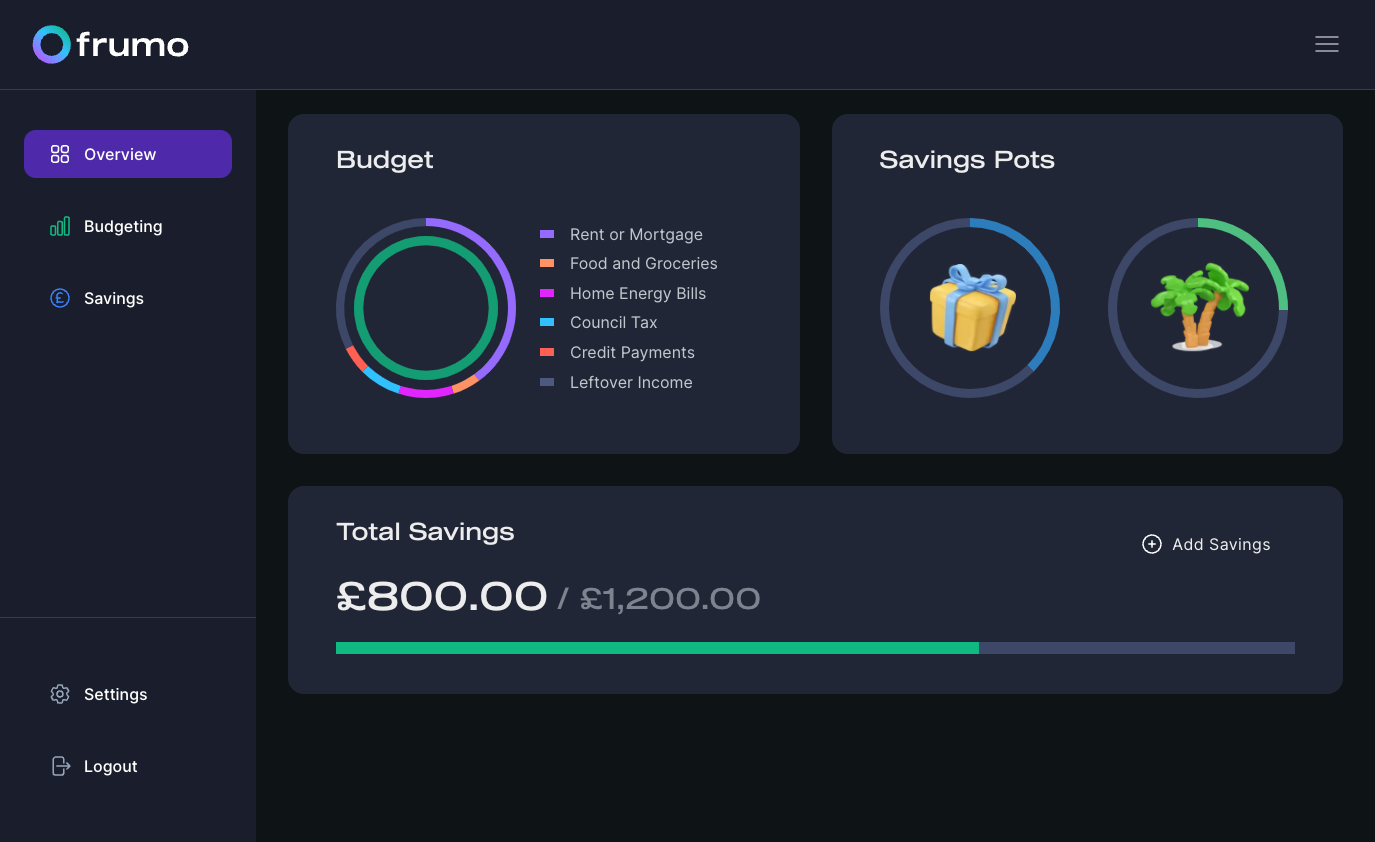 frumo
Overview
Budgeting
Savings
Settings
Logout
Budget
Rent or Mortgage
Food and Groceries
Home Energy Bills
Council Tax
Credit Payments
Leftover Income
Savings Pots
Total Savings
Add Savings
£800.00 / £1,200.00